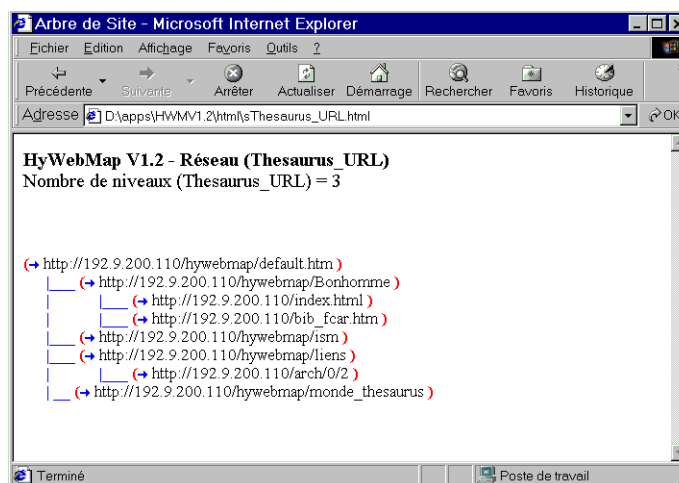 Arbre de Site - Microsoft Internet Explorer
Fichier Edition Affichage Favoris Outils ?
Précédente Suivante Arrêter Actualiser Démarrage Rechercher Favoris Historique
Adresse D:\apps\HWMV1.2\html\sThesaurus_URL.html OK
HyWebMap V1.2 - Réseau (Thesaurus_URL)
Nombre de niveaux (Thesaurus_URL) = 3
(→ http://192.9.200.110/hywebmap/default.htm )
|___ (→ http://192.9.200.110/hywebmap/Bonhomme )
| |___ (→ http://192.9.200.110/index.html )
| |___ (→ http://192.9.200.110/bib_fcar.htm )
|___ (→ http://192.9.200.110/hywebmap/ism )
|___ (→ http://192.9.200.110/hywebmap/liens )
| |___ (→ http://192.9.200.110/arch/0/2 )
|__ (→ http://192.9.200.110/hywebmap/monde_thesaurus )
Terminé Poste de travail